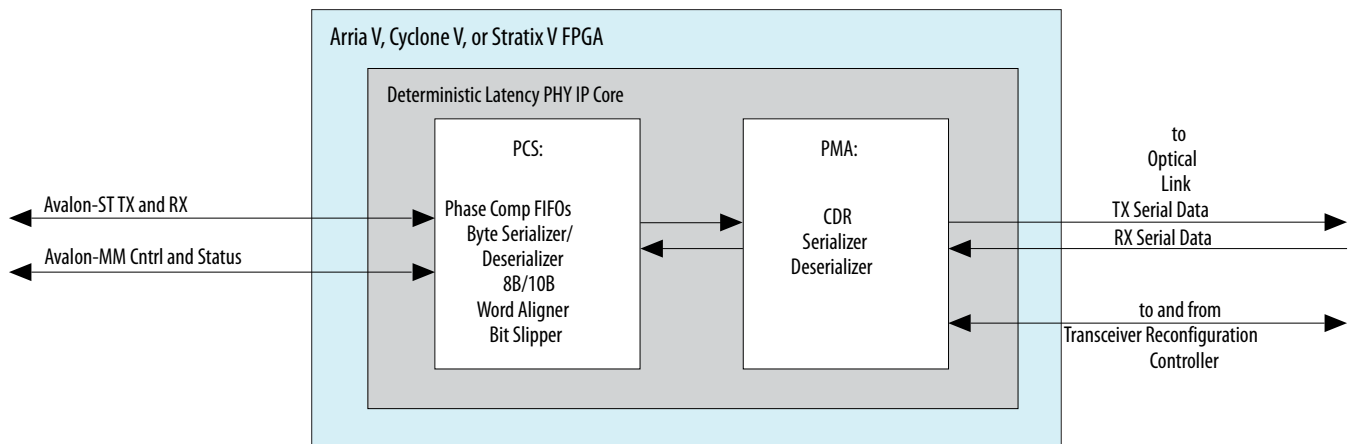 Arria V, Cyclone V, or Stratix V FPGA
Deterministic Latency PHY IP Core
PCS:
Phase Comp FIFOs
Byte Serializer/
Deserializer
8B/10B
Word Aligner
Bit Slipper
PMA:
CDR
Serializer
Deserializer
Avalon-ST TX and RX
Avalon-MM Cntrl and Status
to
Optical
Link
TX Serial Data
RX Serial Data
to and from
Transceiver Reconfiguration
Controller